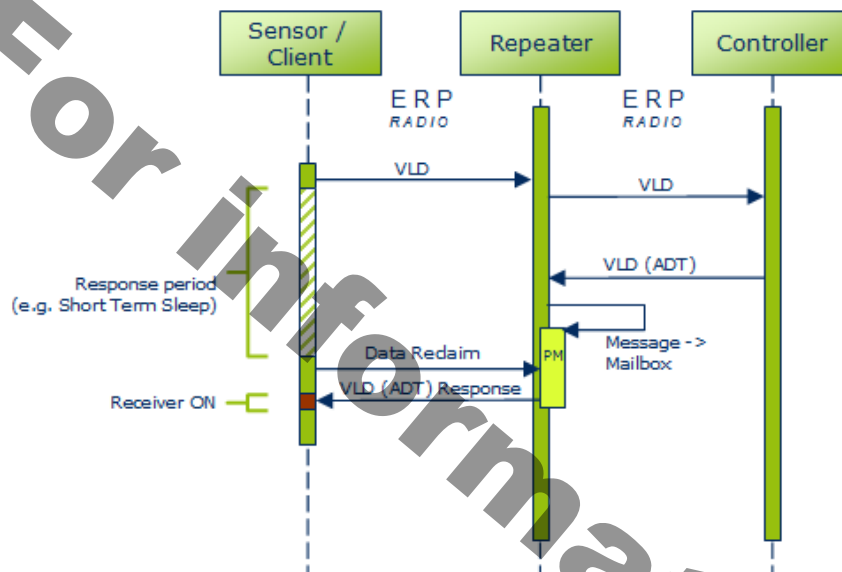 Sensor /
Client
Repeater
Controller
ERP
RADIO
ERP
RADIO
VLD
VLD
VLD (ADT)
Response period
(e.g. Short Term Sleep)
Message ->
Mailbox
PM
Data Reclaim
VLD (ADT) Response
Receiver ON
For informa